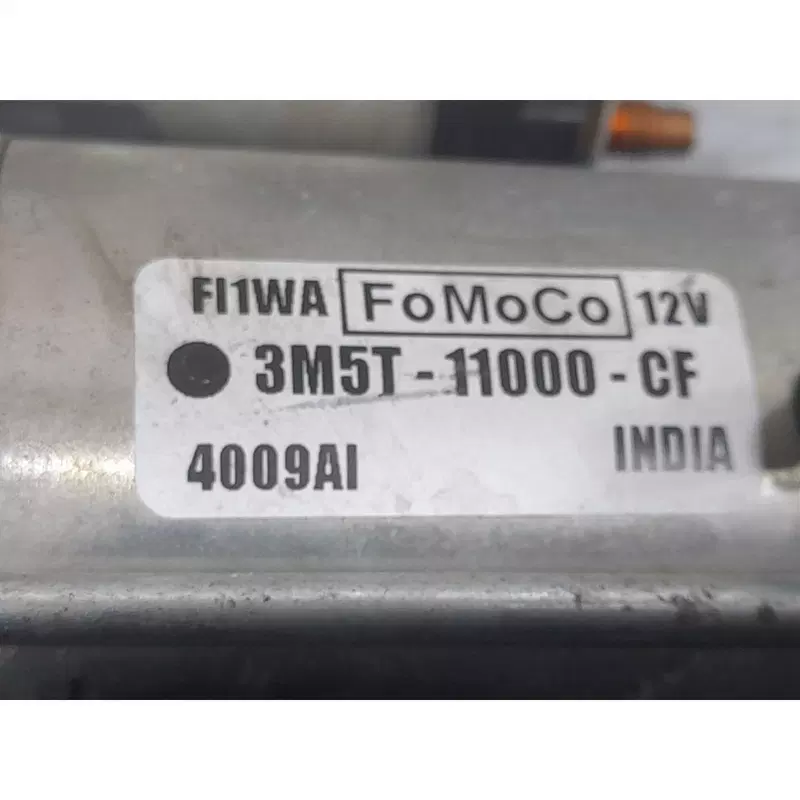 FI1WA FoMoCo 12V
3M5T-11000-CF
4009AI
INDIA